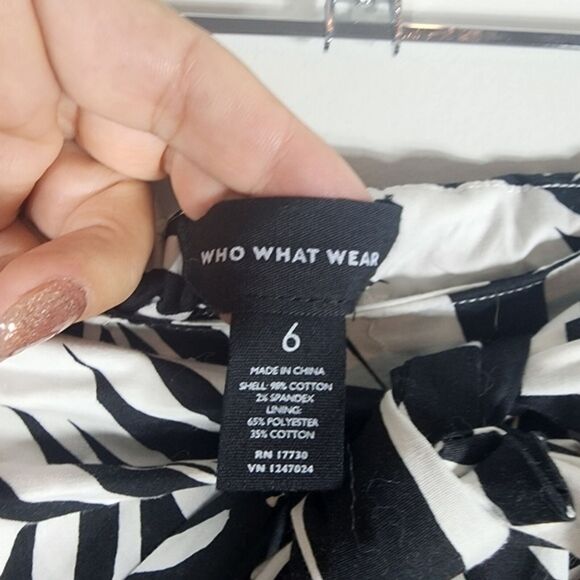 WHO WHAT WEAR
6
MADE IN CHINA
SHELL: 98% COTTON
2% SPANDEX
LINING:
65% POLYESTER
35% COTTON
RN 17730
VN 1247024